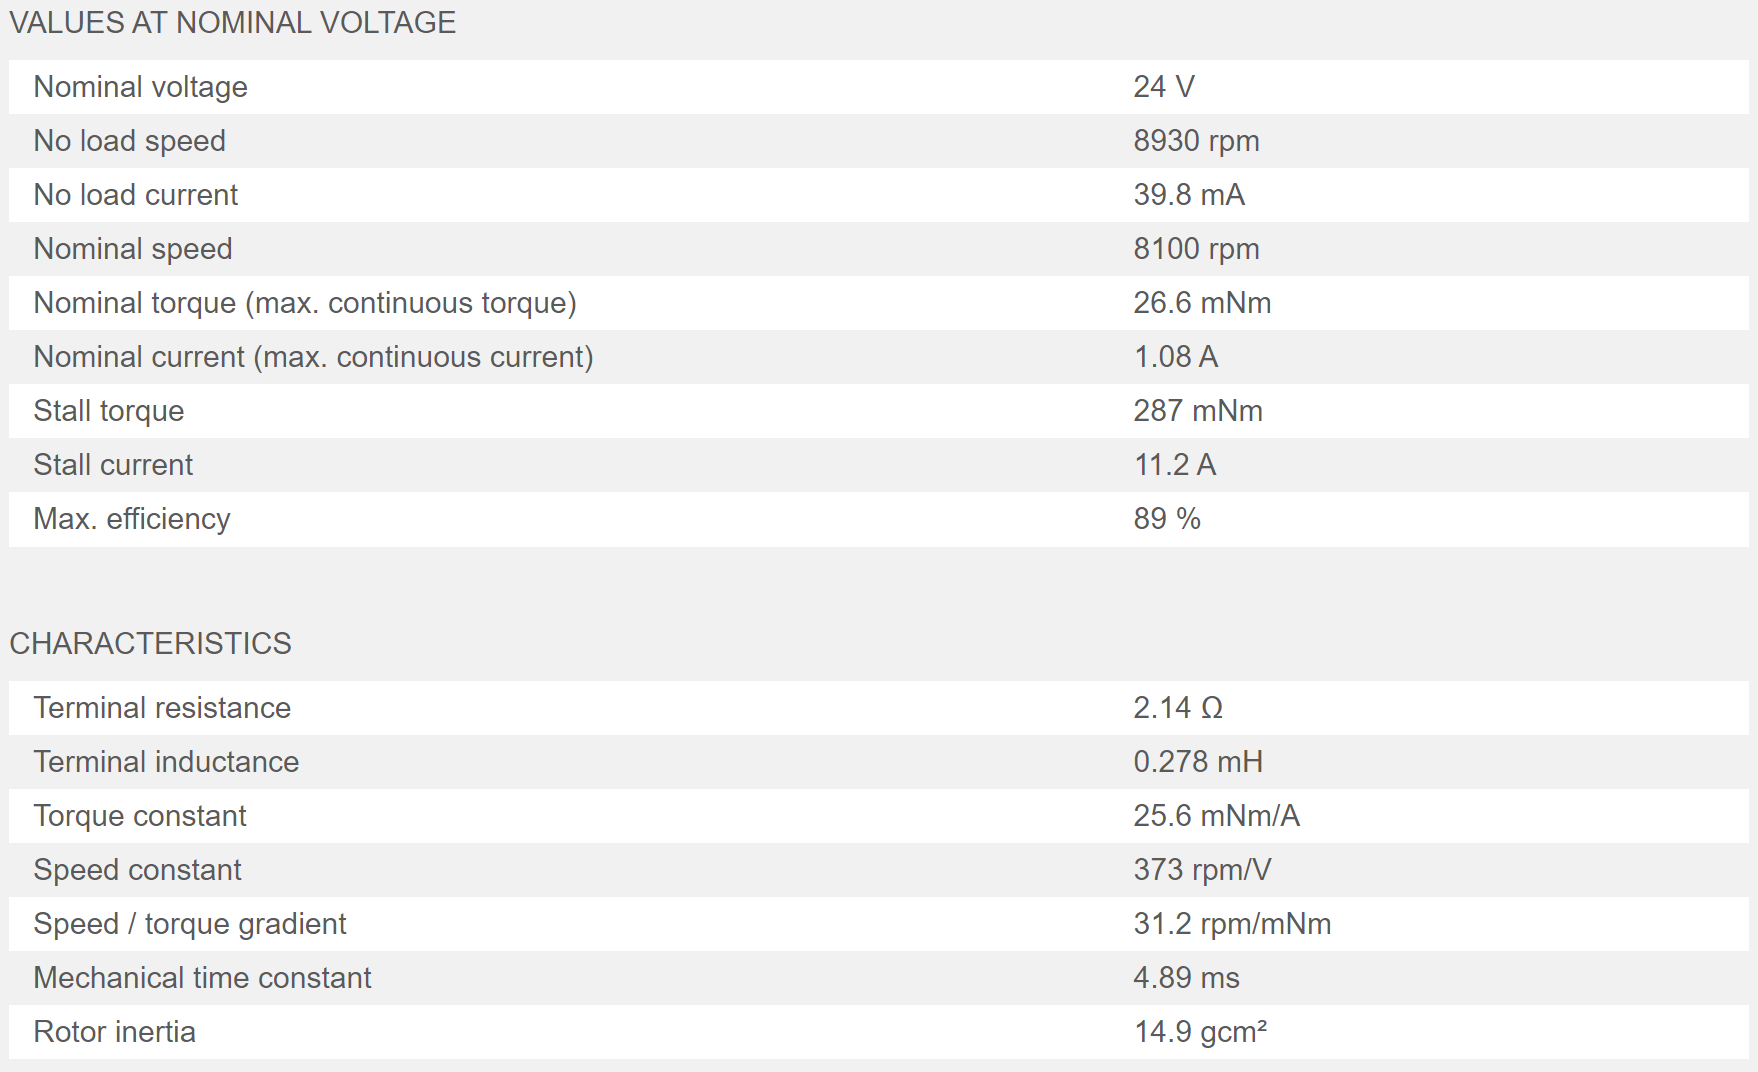 VALUES AT NOMINAL VOLTAGE
Nominal voltage 24 V
No load speed 8930 rpm
No load current 39.8 mA
Nominal speed 8100 rpm
Nominal torque (max. continuous torque) 26.6 mNm
Nominal current (max. continuous current) 1.08 A
Stall torque 287 mNm
Stall current 11.2 A
Max. efficiency 89 %
CHARACTERISTICS
Terminal resistance 2.14 Ω
Terminal inductance 0.278 mH
Torque constant 25.6 mNm/A
Speed constant 373 rpm/V
Speed / torque gradient 31.2 rpm/mNm
Mechanical time constant 4.89 ms
Rotor inertia 14.9 gcm²